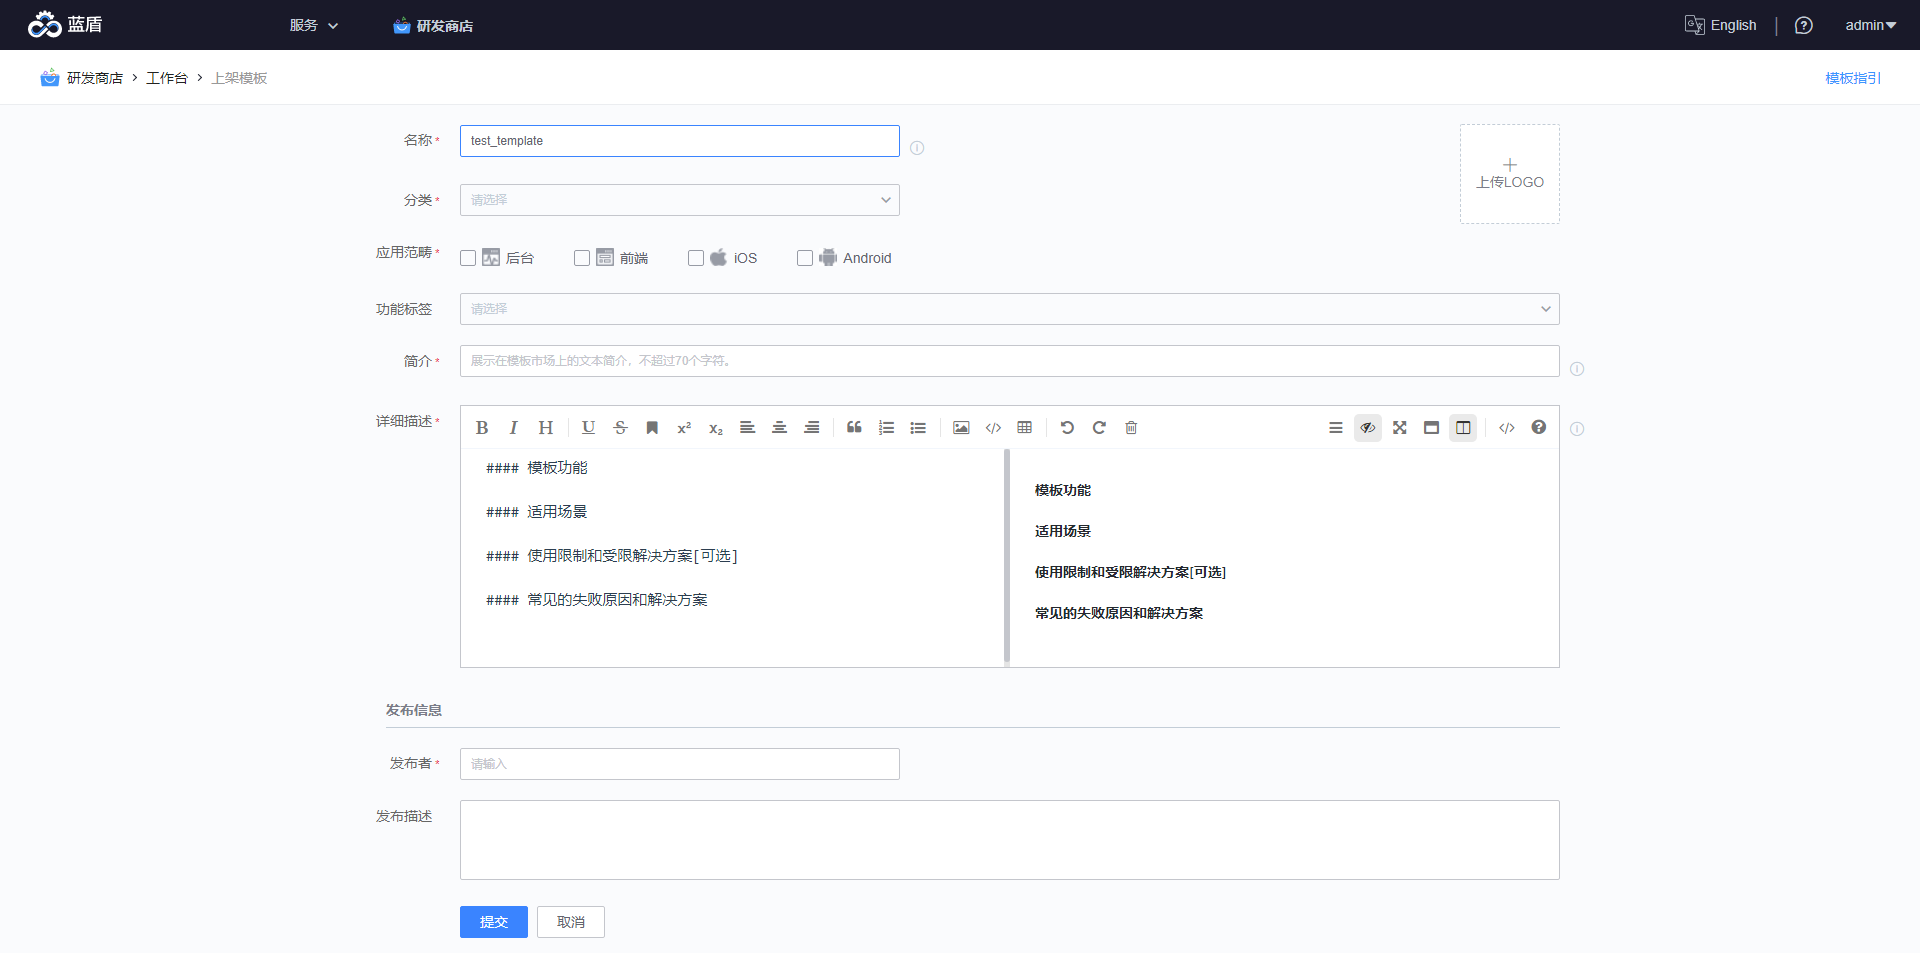 蓝盾
服务
研发商店
English
admin
研发商店 > 工作台 > 上架模板
模板指引
名称 *
test_template
上传LOGO
分类 *
请选择
应用范畴 *
后台
前端
iOS
Android
功能标签
请选择
简介 *
展示在模板市场上的文本简介，不超过70个字符。
详细描述 *
B I H U S x² x₂
#### 模板功能
#### 适用场景
#### 使用限制和受限解决方案[可选]
#### 常见的失败原因和解决方案
模板功能
适用场景
使用限制和受限解决方案[可选]
常见的失败原因和解决方案
发布信息
发布者 *
请输入
发布描述
提交
取消